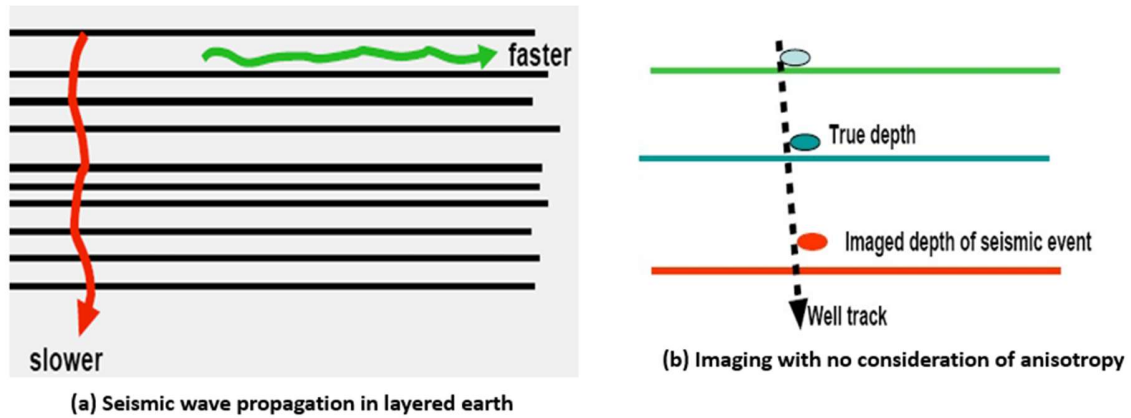 faster
slower
(a) Seismic wave propagation in layered earth
True depth
Imaged depth of seismic event
Well track
(b) Imaging with no consideration of anisotropy